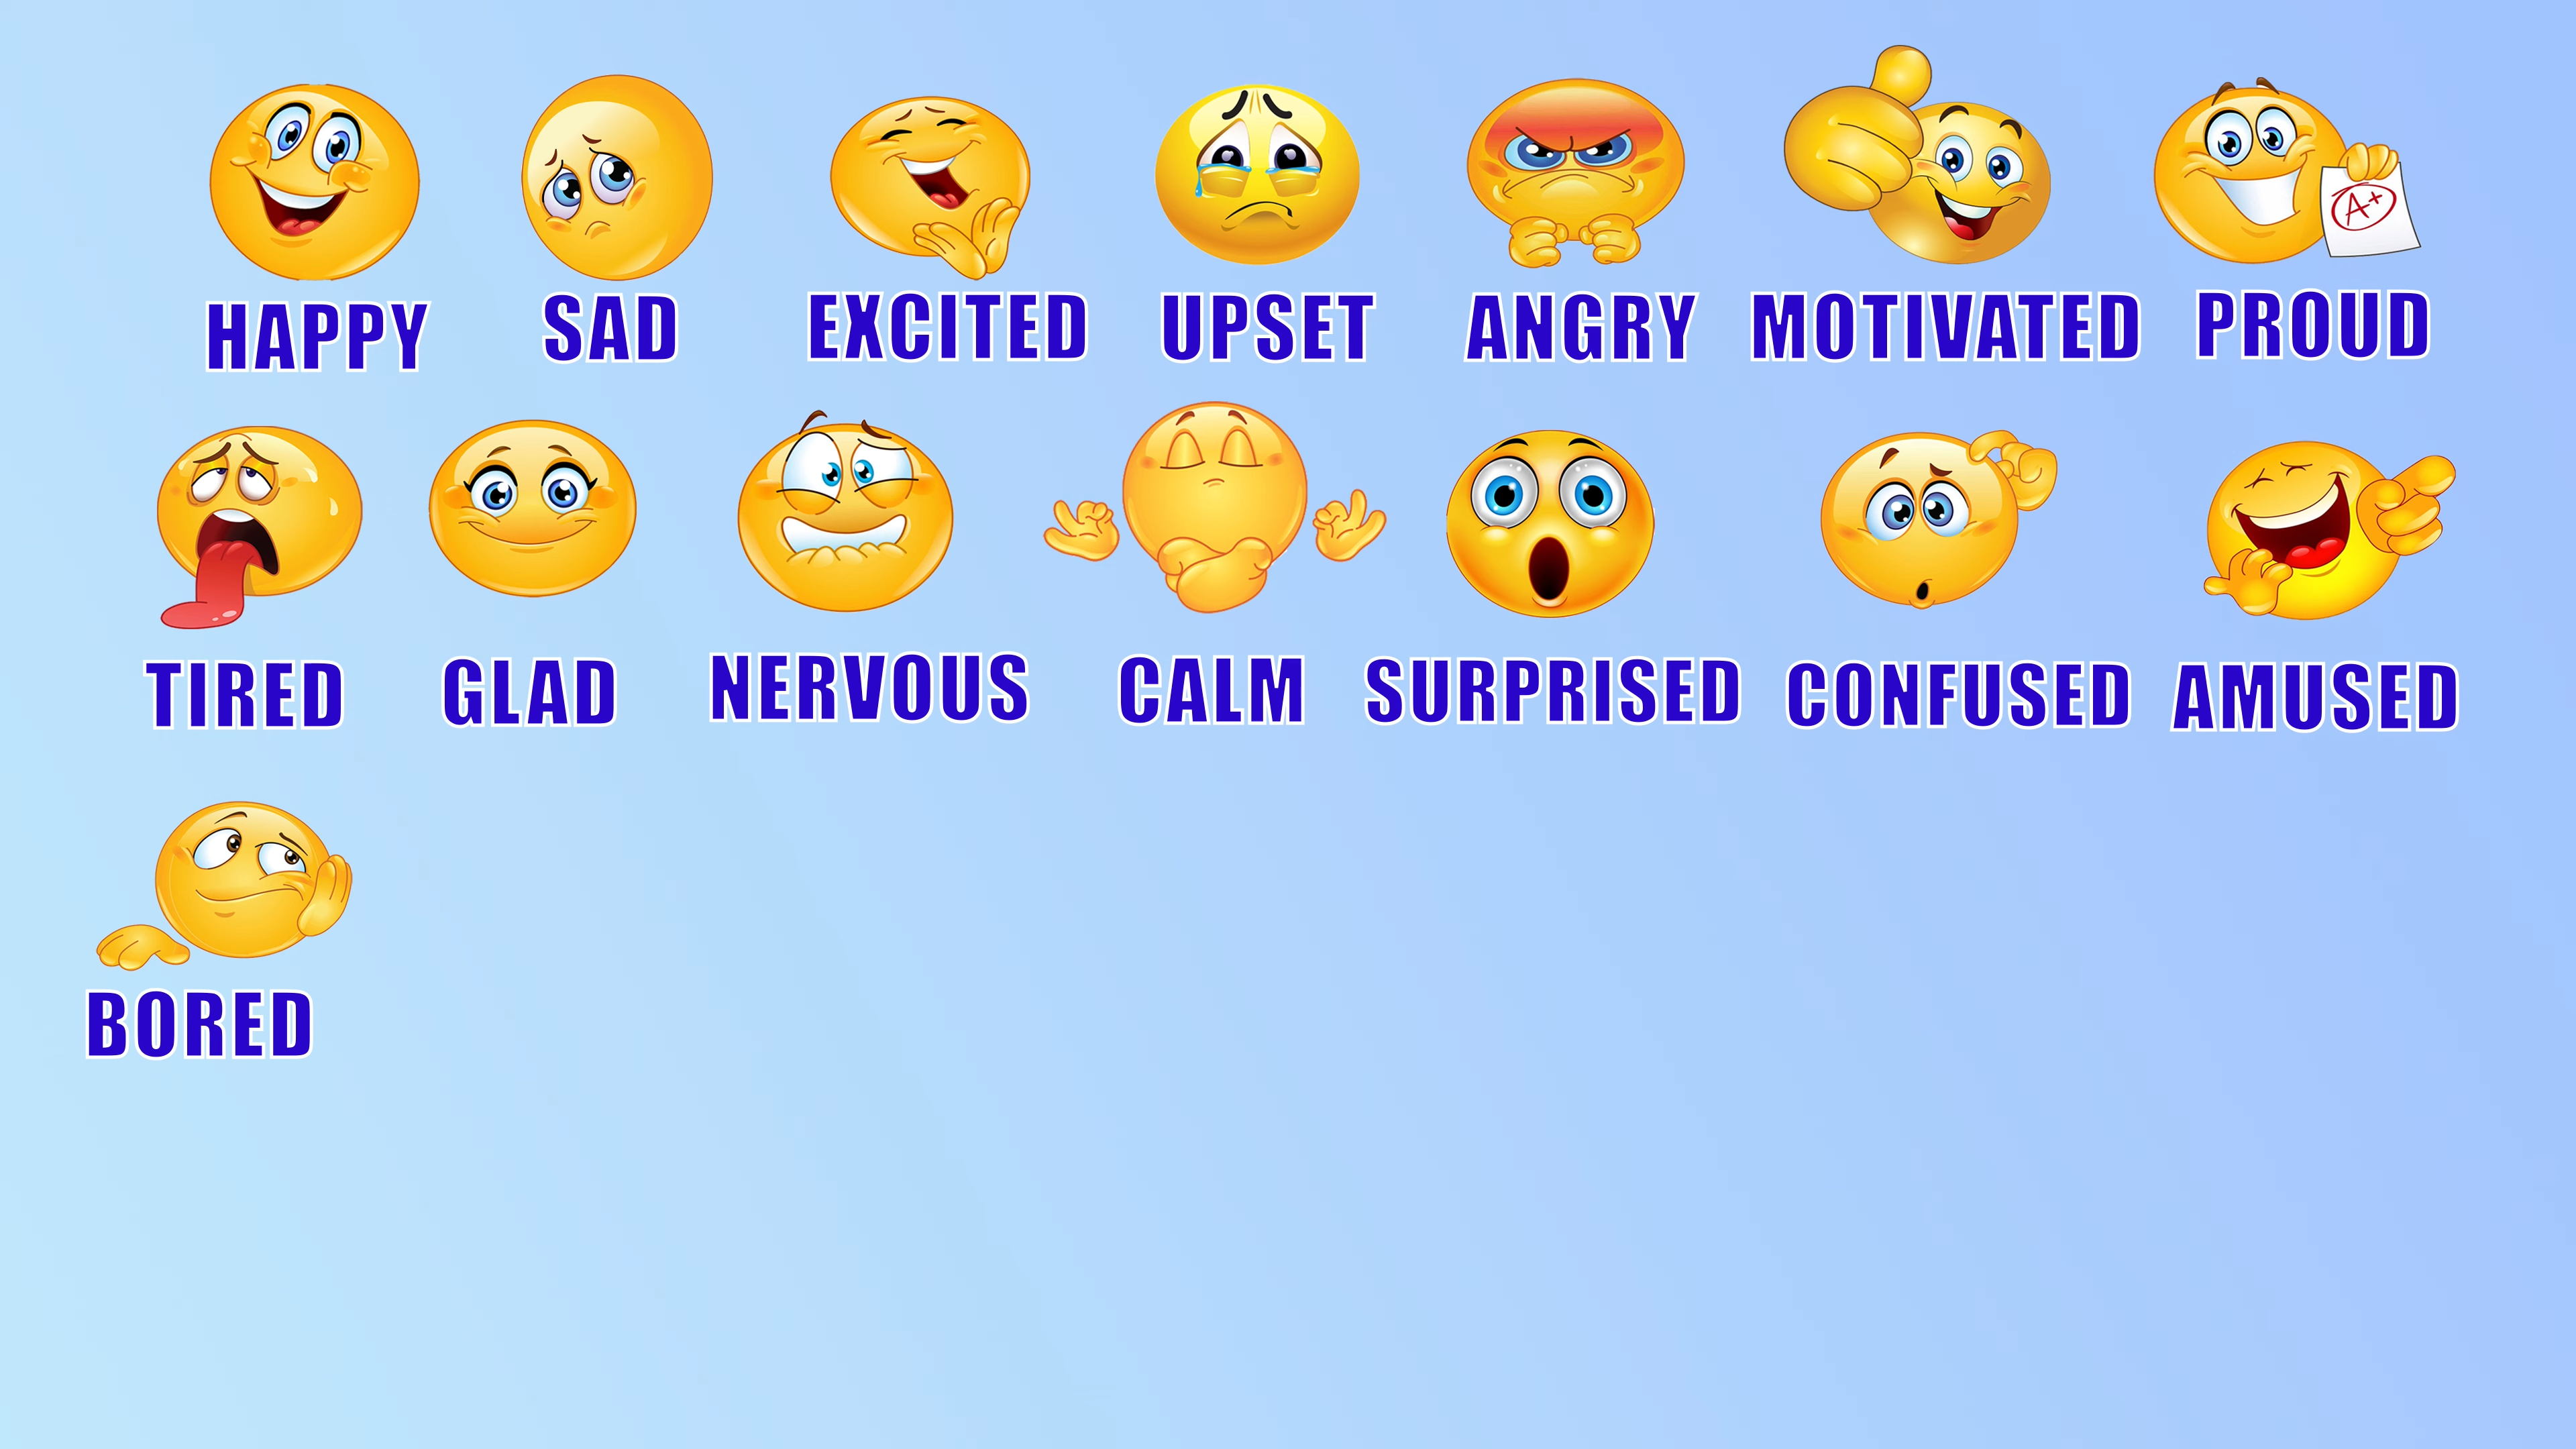 A+
HAPPY SAD EXCITED UPSET ANGRY MOTIVATED PROUD
TIRED GLAD NERVOUS CALM SURPRISED CONFUSED AMUSED
BORED